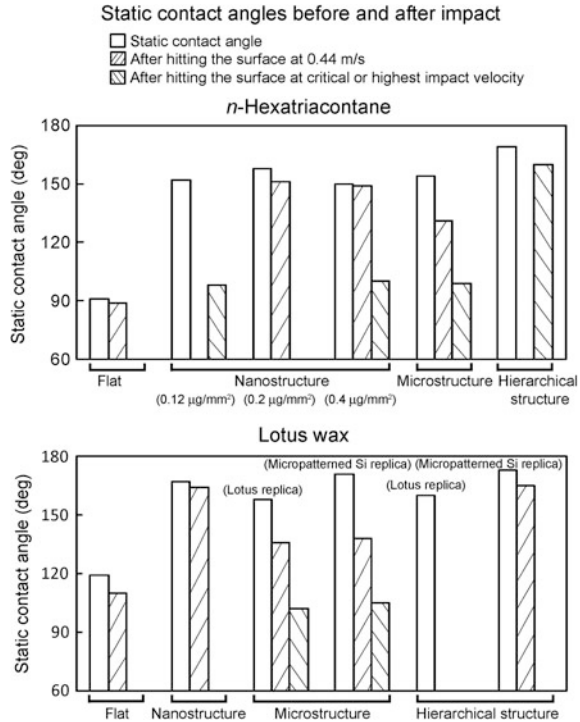 Static contact angles before and after impact
Static contact angle
After hitting the surface at 0.44 m/s
After hitting the surface at critical or highest impact velocity
n-Hexatriacontane
Static contact angle (deg)
180
150
120
90
60
Flat
Nanostructure
(0.12 µg/mm²) (0.2 µg/mm²) (0.4 µg/mm²)
Microstructure
Hierarchical
structure
Lotus wax
Static contact angle (deg)
180
150
120
90
60
(Lotus replica)
(Micropatterned Si replica)
(Lotus replica)
(Micropatterned Si replica)
Flat
Nanostructure
Microstructure
Hierarchical structure